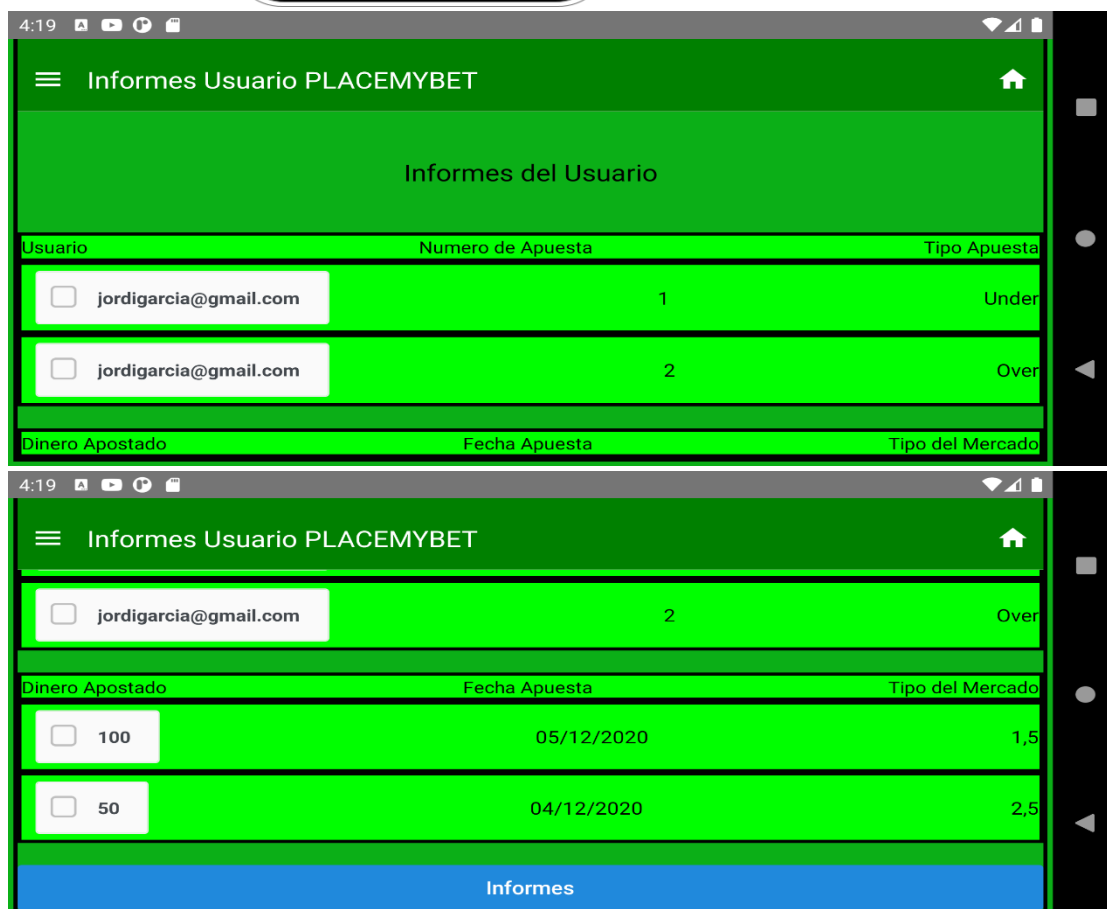 4:19
Informes Usuario PLACEMYBET
Informes del Usuario
Usuario Numero de Apuesta Tipo Apuesta
jordigarcia@gmail.com 1 Under
jordigarcia@gmail.com 2 Over
Dinero Apostado Fecha Apuesta Tipo del Mercado
4:19
Informes Usuario PLACEMYBET
jordigarcia@gmail.com 2 Over
Dinero Apostado Fecha Apuesta Tipo del Mercado
100 05/12/2020 1,5
50 04/12/2020 2,5
Informes